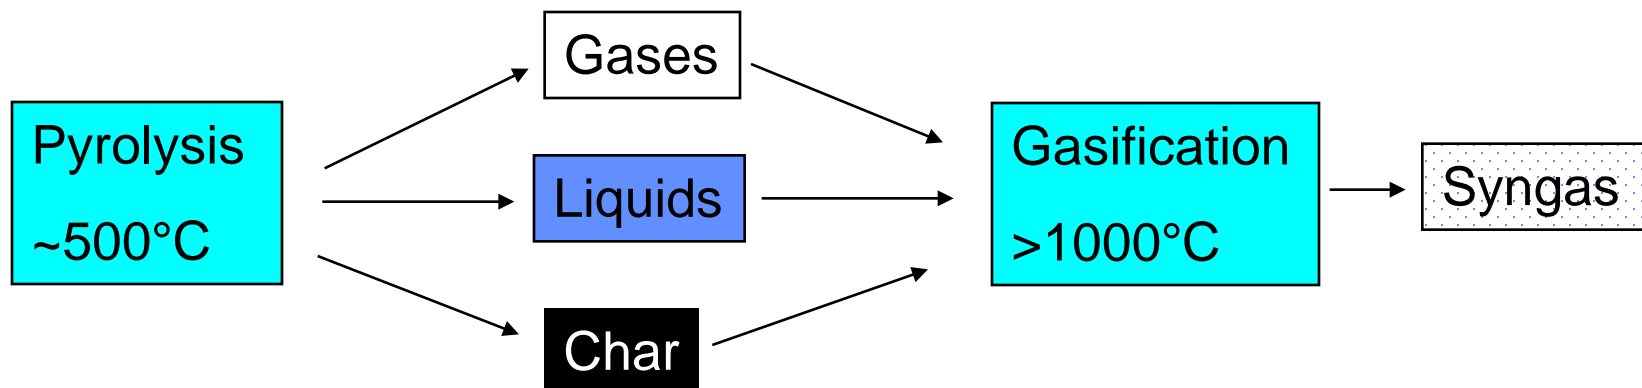 Pyrolysis
~500°C
Gases
Liquids
Char
Gasification
>1000°C
Syngas